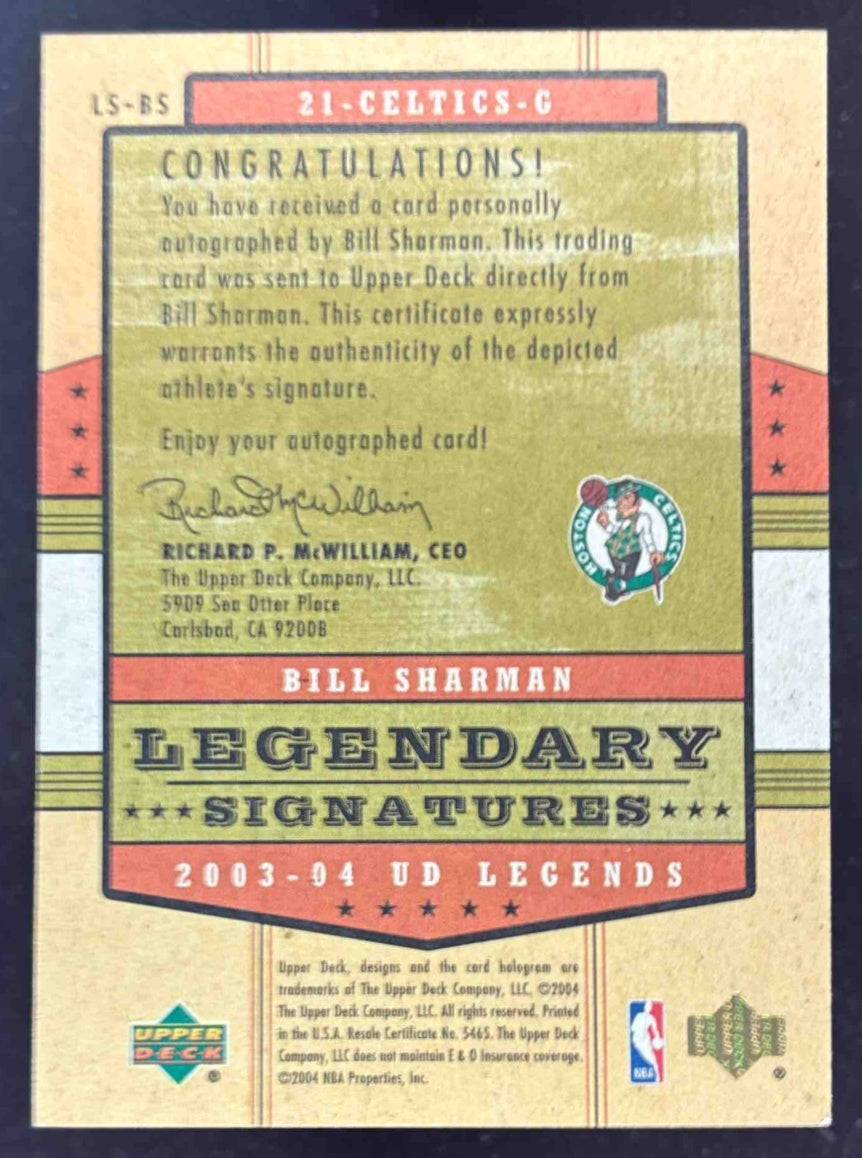 LS-BS
21-CELTICS-G
CONGRATULATIONS!
You have received a card personally
autographed by Bill Sharman. This trading
card was sent to Upper Deck directly from
Bill Sharman. This certificate expressly
warrants the authenticity of the depicted
athlete's signature.
Enjoy your autographed card!
Richard McWilliam
RICHARD P. McWILLIAM, CEO
The Upper Deck Company, LLC.
5909 Sea Otter Place
Carlsbad, CA 92008
BOSTON CELTICS
BILL SHARMAN
LEGENDARY
SIGNATURES
2003-04 UD LEGENDS
Upper Deck, designs and the card hologram are
trademarks of The Upper Deck Company, LLC. ©2004
The Upper Deck Company, LLC. All rights reserved. Printed
in the U.S.A. Resale Certificate No. 5465. The Upper Deck
Company, LLC does not maintain E & O Insurance coverage.
©2004 NBA Properties, Inc.
UPPER
DECK
®
NBA
®